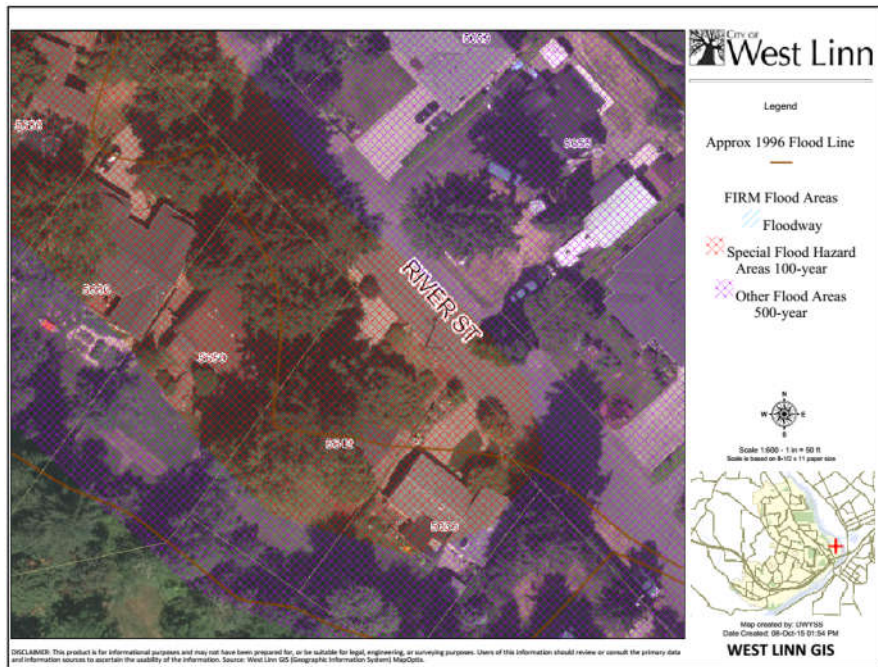 CITY OF
West Linn
Legend
Approx 1996 Flood Line
FIRM Flood Areas
Floodway
Special Flood Hazard
Areas 100-year
Other Flood Areas
500-year
RIVER ST
5655
N
W E
S
Scale 1:600 - 1 in = 50 ft
Scale is based on 8-1/2 x 11 paper size
Date Created: 08-Oct-15 01:54 PM
WEST LINN GIS
DISCLAIMER: This product is for informational purposes and may not have been prepared for, or be suitable for legal, engineering, or surveying purposes. Users of this information should review or consult the primary data
and information sources to ascertain the usability of the information. Source: West Linn GIS (Geographic Information System) MapOptix.